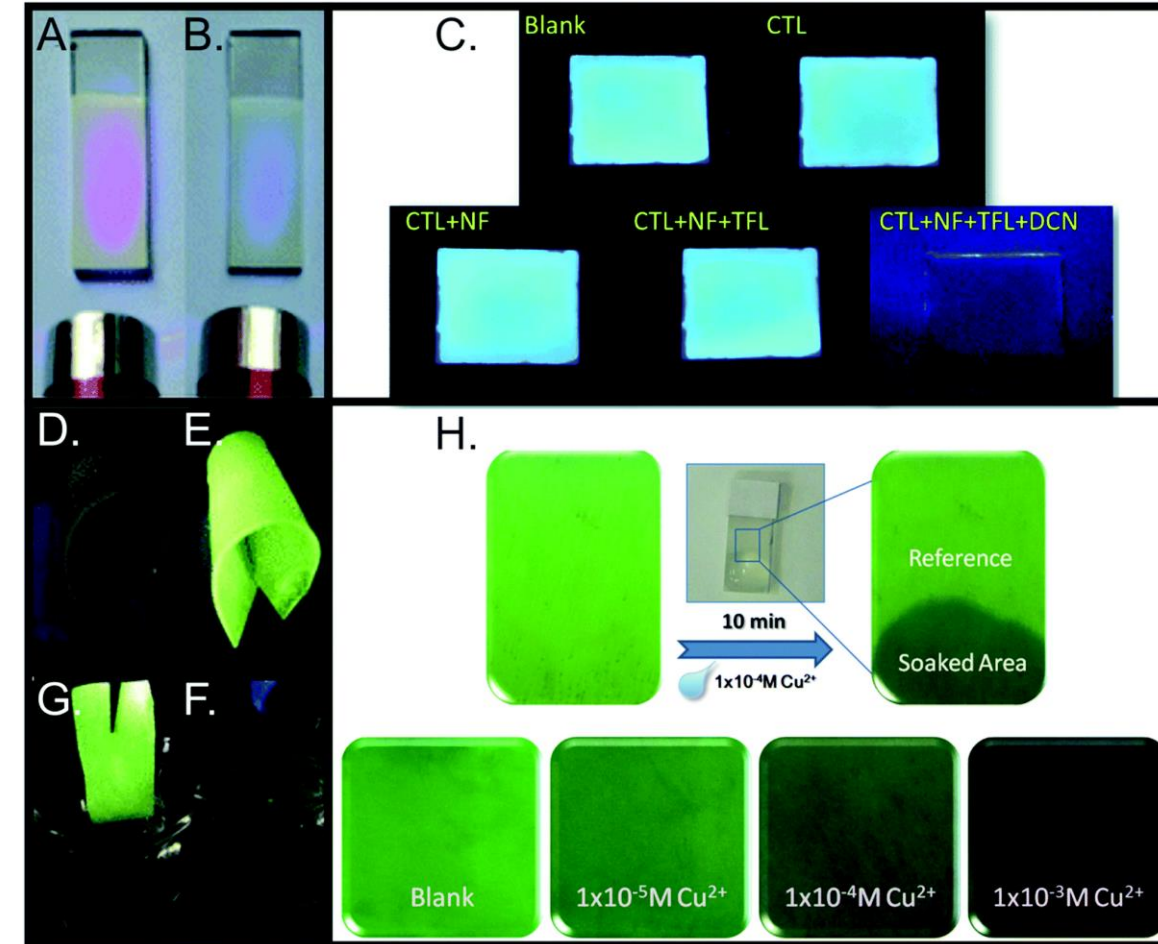 A.
B.
C.
Blank
CTL
CTL+NF
CTL+NF+TFL
CTL+NF+TFL+DCN
D.
E.
G.
F.
H.
10 min
1x10⁻⁴M Cu²⁺
Reference
Soaked Area
Blank
1x10⁻⁵M Cu²⁺
1x10⁻⁴M Cu²⁺
1x10⁻³M Cu²⁺